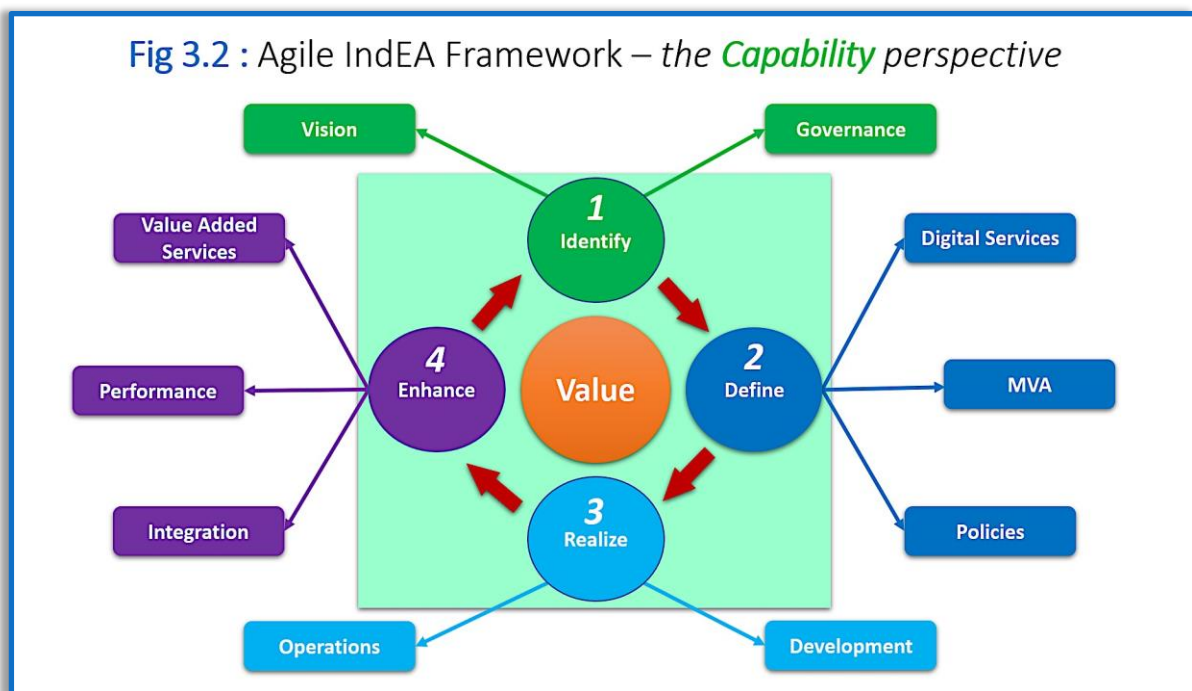 Fig 3.2 : Agile IndEA Framework – the Capability perspective
Vision
Governance
1
Identify
Value Added
Services
Digital Services
4
Enhance
Value
2
Define
Performance
MVA
3
Realize
Integration
Policies
Operations
Development